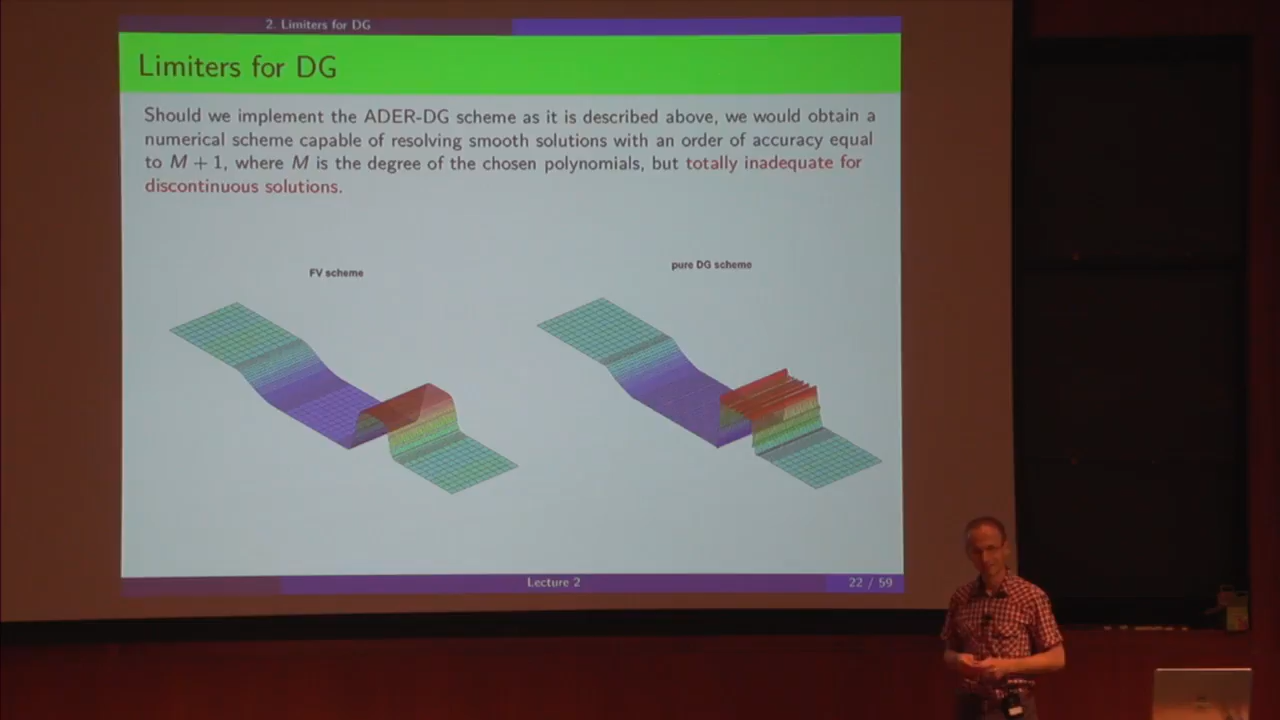 2. Limiters for DG
Limiters for DG
Should we implement the ADER-DG scheme as it is described above, we would obtain a
numerical scheme capable of resolving smooth solutions with an order of accuracy equal
to M + 1, where M is the degree of the chosen polynomials, but totally inadequate for
discontinuous solutions.
FV scheme
pure DG scheme
Lecture 2
22 / 59